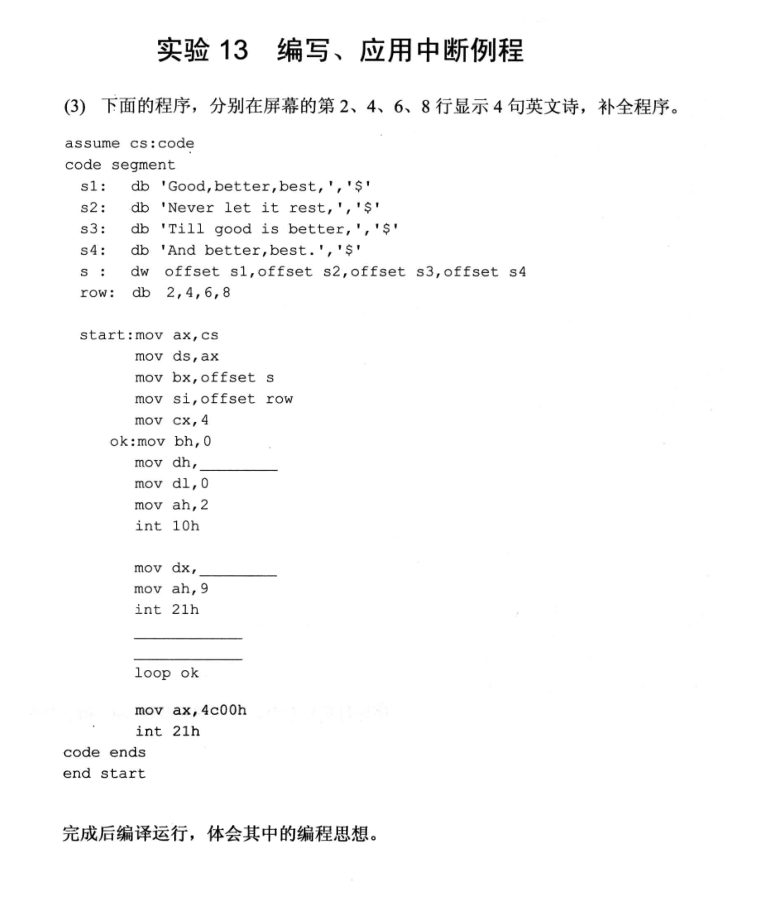 实验 13 编写、应用中断例程
(3) 下面的程序，分别在屏幕的第 2、4、6、8 行显示 4 句英文诗，补全程序。
assume cs:code
code segment
s1: db 'Good,better,best,','$'
s2: db 'Never let it rest,','$'
s3: db 'Till good is better,','$'
s4: db 'And better,best.','$'
s : dw offset s1,offset s2,offset s3,offset s4
row: db 2,4,6,8
start:mov ax,cs
mov ds,ax
mov bx,offset s
mov si,offset row
mov cx,4
ok:mov bh,0
mov dh,________
mov dl,0
mov ah,2
int 10h
mov dx,________
mov ah,9
int 21h
___________
___________
loop ok
mov ax,4c00h
int 21h
code ends
end start
完成后编译运行，体会其中的编程思想。